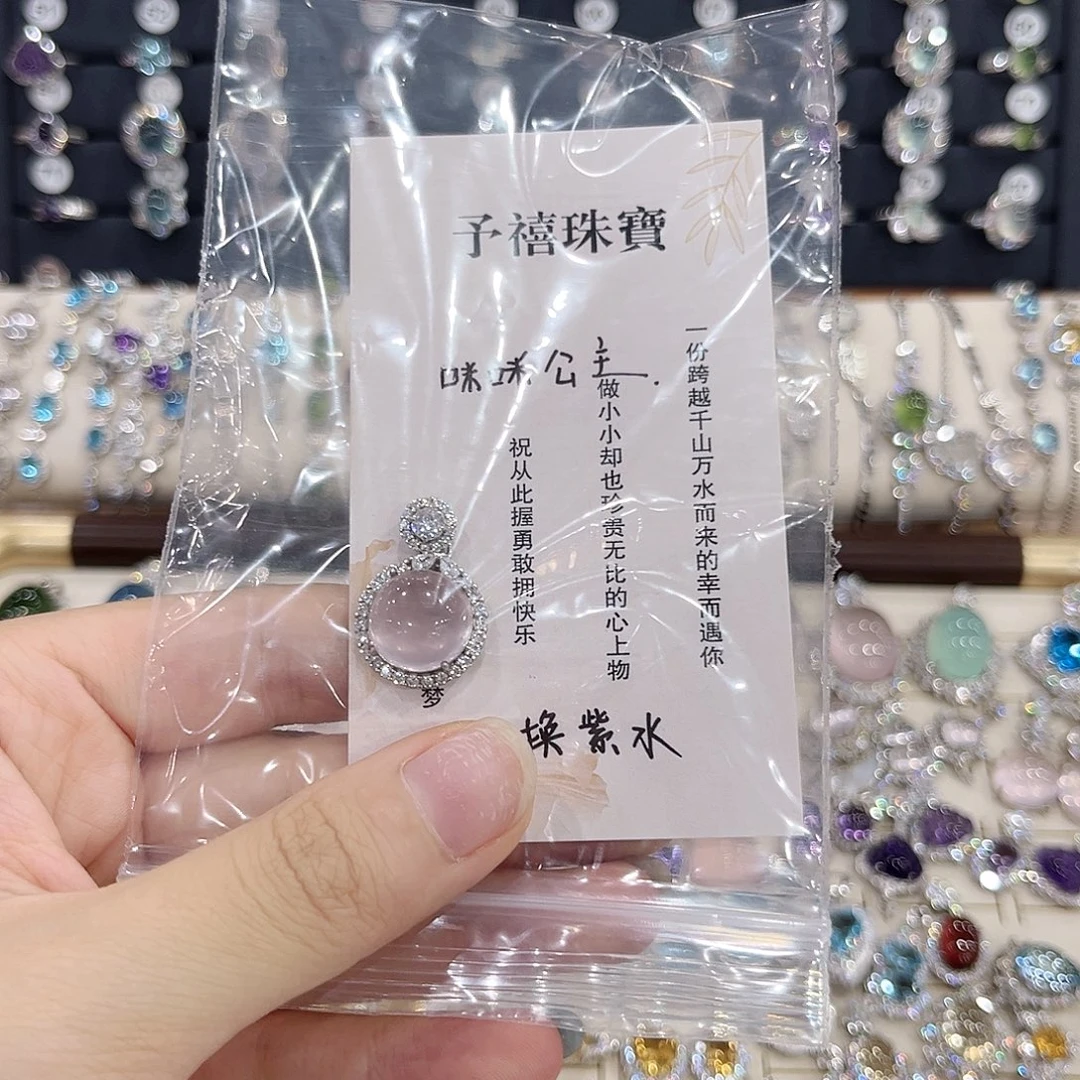 予禧珠寶
咪咪公主.
一份跨越千山万水而来的幸而遇你
做小小却也珍贵无比的心上物
祝从此握勇敢拥快乐
梦
换紫水